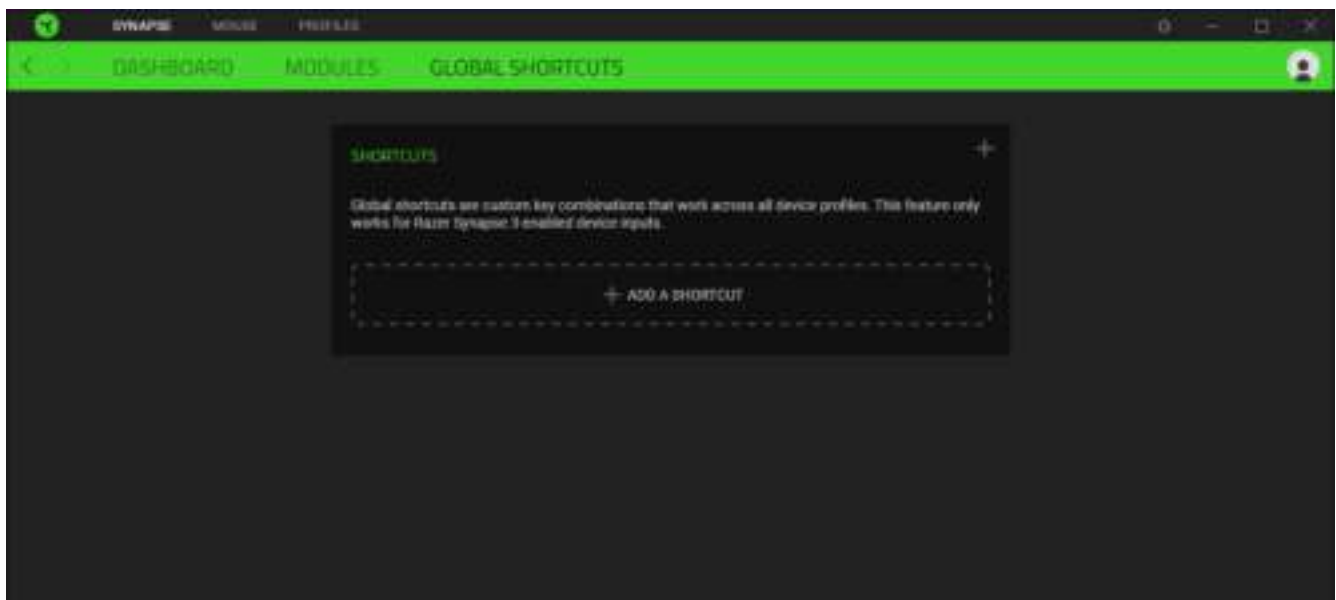 SYNAPSE MOUSE PROFILES
DASHBOARD MODULES GLOBAL SHORTCUTS
SHORTCUTS
Global shortcuts are custom key combinations that work across all device profiles. This feature only
works for Razer Synapse 3 enabled device inputs.
ADD A SHORTCUT